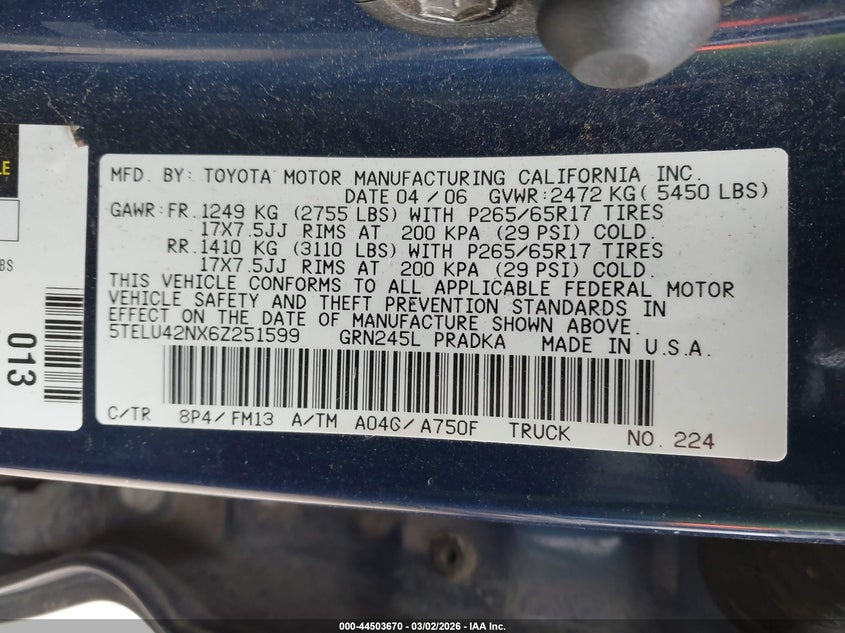 LE
BS
013
MFD. BY: TOYOTA MOTOR MANUFACTURING CALIFORNIA INC.
DATE 04 / 06 GVWR:2472 KG( 5450 LBS)
GAWR:FR.1249 KG (2755 LBS) WITH P265/65R17 TIRES
17X7.5JJ RIMS AT 200 KPA (29 PSI) COLD.
RR.1410 KG (3110 LBS) WITH P265/65R17 TIRES
17X7.5JJ RIMS AT 200 KPA (29 PSI) COLD.
THIS VEHICLE CONFORMS TO ALL APPLICABLE FEDERAL MOTOR
VEHICLE SAFETY AND THEFT PREVENTION STANDARDS IN
EFFECT ON THE DATE OF MANUFACTURE SHOWN ABOVE.
5TELU42NX6Z251599 GRN245L PRADKA MADE IN U.S.A.
C/TR 8P4/FM13 A/TM A04G/A750F TRUCK NO. 224
000-44503670 - 03/02/2026 - IAA Inc.